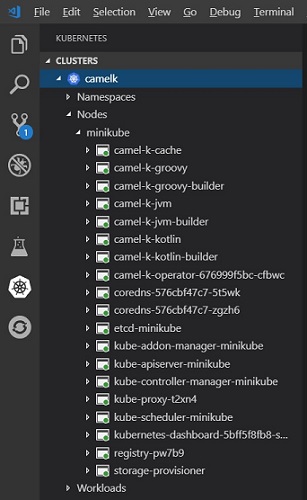 File Edit Selection View Go Debug Terminal
KUBERNETES
CLUSTERS
camelk
Namespaces
Nodes
minikube
camel-k-cache
camel-k-groovy
camel-k-groovy-builder
camel-k-jvm
camel-k-jvm-builder
camel-k-kotlin
camel-k-kotlin-builder
camel-k-operator-676999f5bc-cfbwc
coredns-576cbf47c7-5t5wk
coredns-576cbf47c7-zgzh6
etcd-minikube
kube-addon-manager-minikube
kube-apiserver-minikube
kube-controller-manager-minikube
kube-proxy-t2xn4
kube-scheduler-minikube
kubernetes-dashboard-5bff5f8fb8-s...
registry-pw7b9
storage-provisioner
Workloads
1